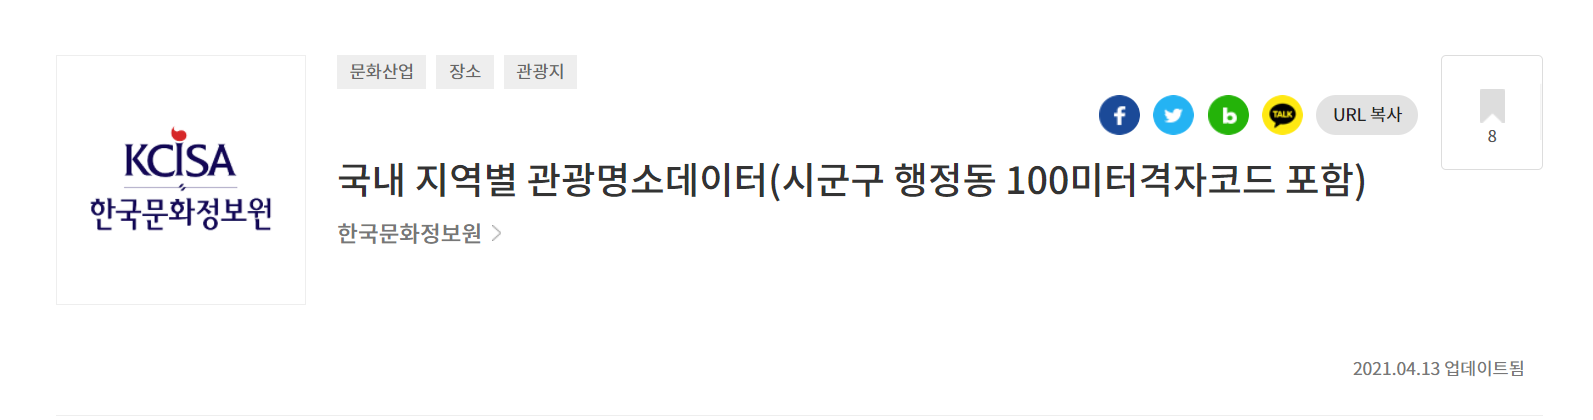 KCISA
한국문화정보원
문화산업 장소 관광지
f b TALK URL 복사
8
국내 지역별 관광명소데이터(시군구 행정동 100미터격자코드 포함)
한국문화정보원 >
2021.04.13 업데이트됨